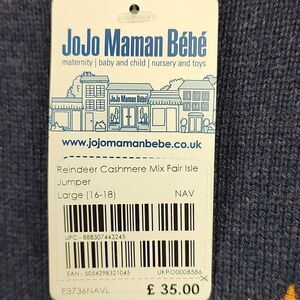 JoJo Maman Bébé
maternity | baby and child | nursery and toys
JoJo Maman Bébé
www.jojomamanbebe.co.uk
Reindeer Cashmere Mix Fair Isle
Jumper
Large (16-18) NAV
UPC - 888307443245
EAN - 5054298321045 UKPO0008586
E3736NAVL £ 35.00